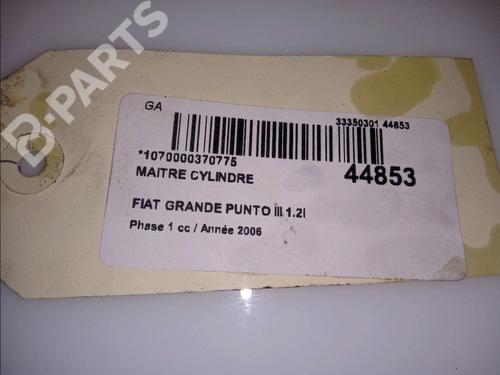 B-PARTS
GA
33350301 44853
*1070000370775
MAITRE CYLINDRE
44853
FIAT GRANDE PUNTO III 1.2i
Phase 1 cc / Année 2006